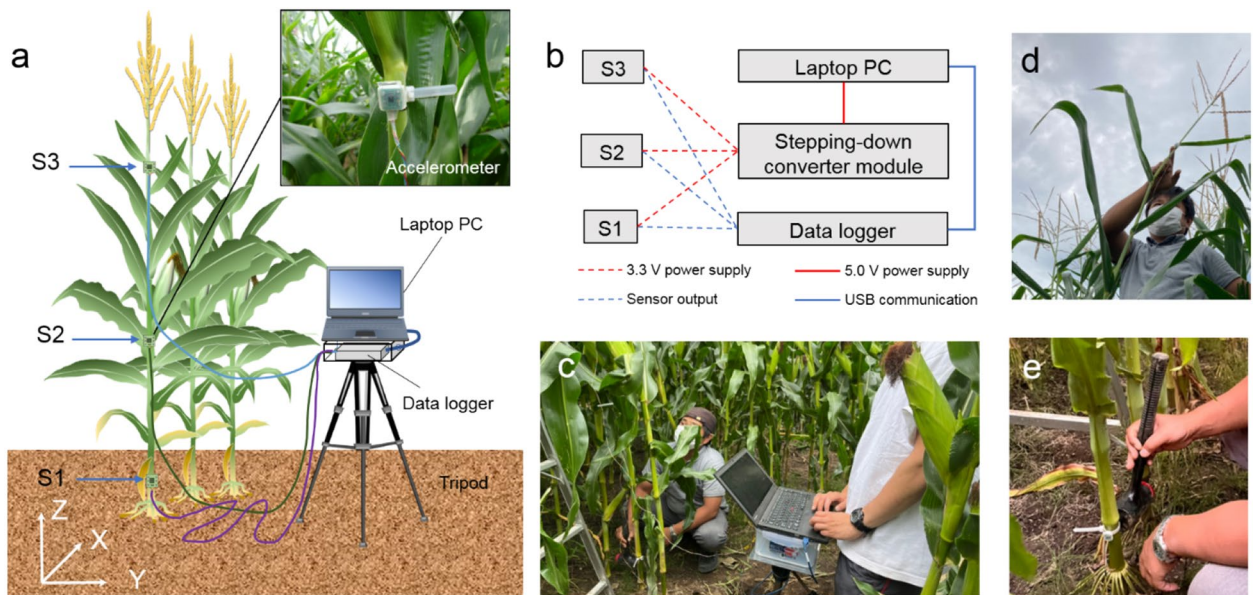 a
S3
S2
S1
Z
X
Y
Accelerometer
Laptop PC
Data logger
Tripod
b
S3
Laptop PC
S2
Stepping-down
converter module
S1
Data logger
3.3 V power supply
5.0 V power supply
Sensor output
USB communication
c
d
e